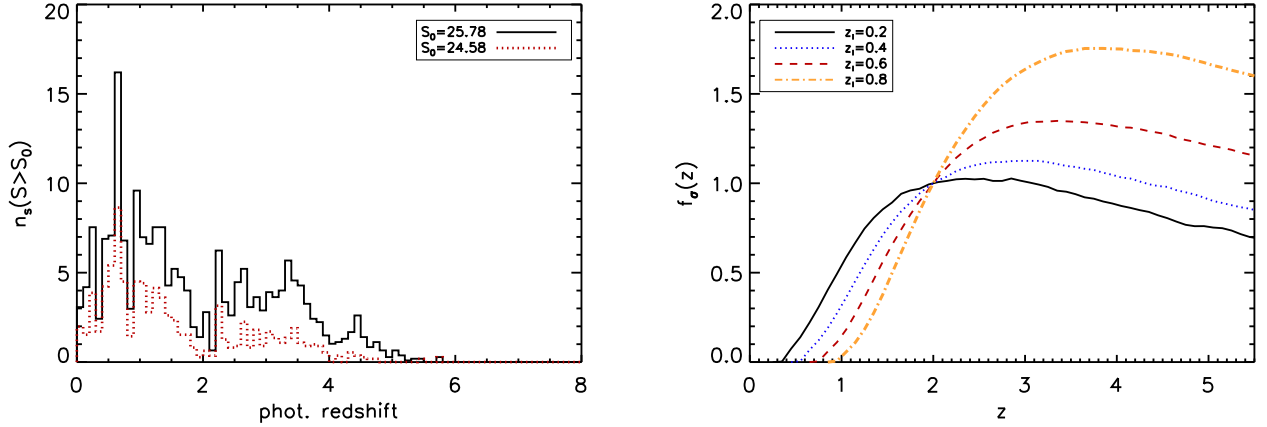 20
15
10
5
0
n_s(S>S_0)
S_0=25.78
S_0=24.58
0
2
4
6
8
phot. redshift
2.0
1.5
1.0
0.5
0.0
f_σ(z)
z_l=0.2
z_l=0.4
z_l=0.6
z_l=0.8
0
1
2
3
4
5
z